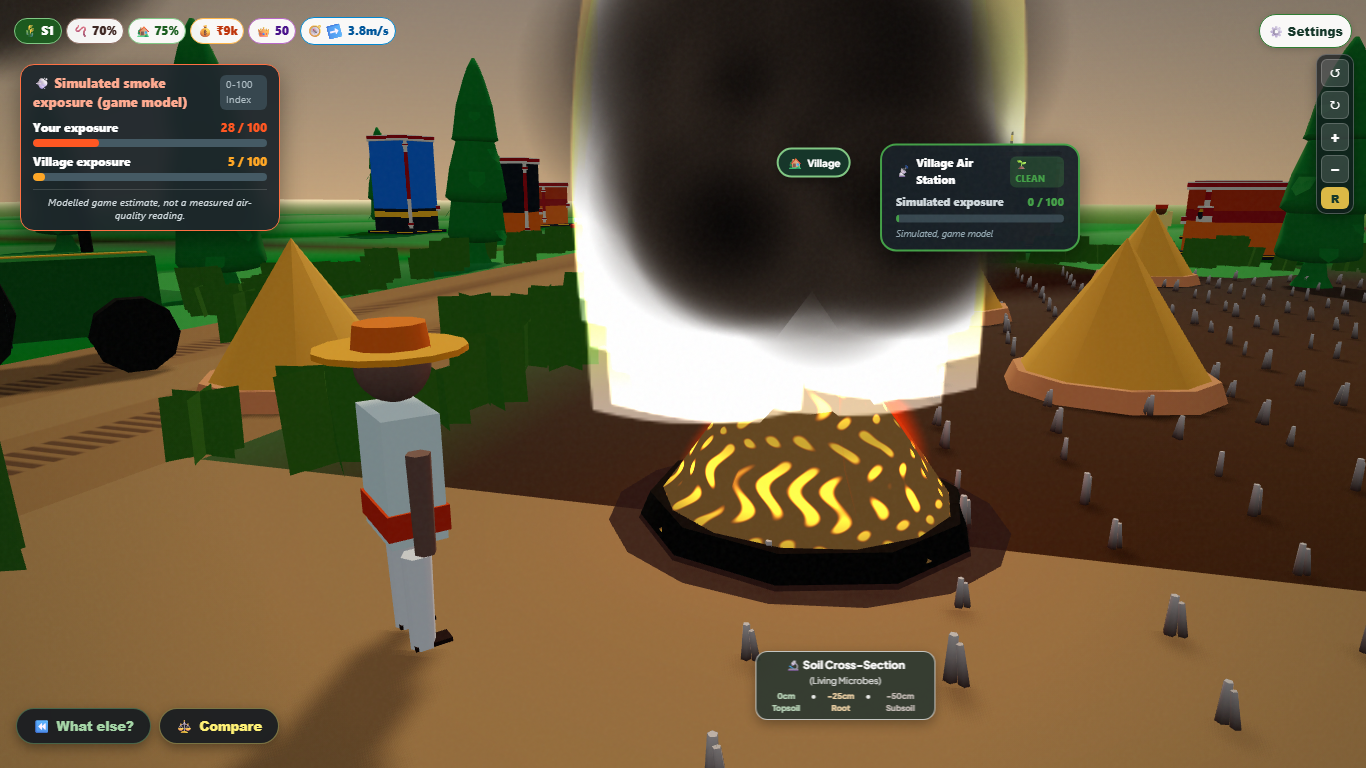 S1
70%
75%
₹9k
50
3.8m/s
Settings
Simulated smoke
exposure (game model)
0-100
Index
Your exposure
28 / 100
Village exposure
5 / 100
Modelled game estimate, not a measured air-
quality reading.
Village
Village Air
Station
CLEAN
Simulated exposure
0 / 100
Simulated, game model
↺
↻
+
−
R
Soil Cross-Section
(Living Microbes)
0cm • ~25cm • ~50cm
Topsoil Root Subsoil
What else?
Compare